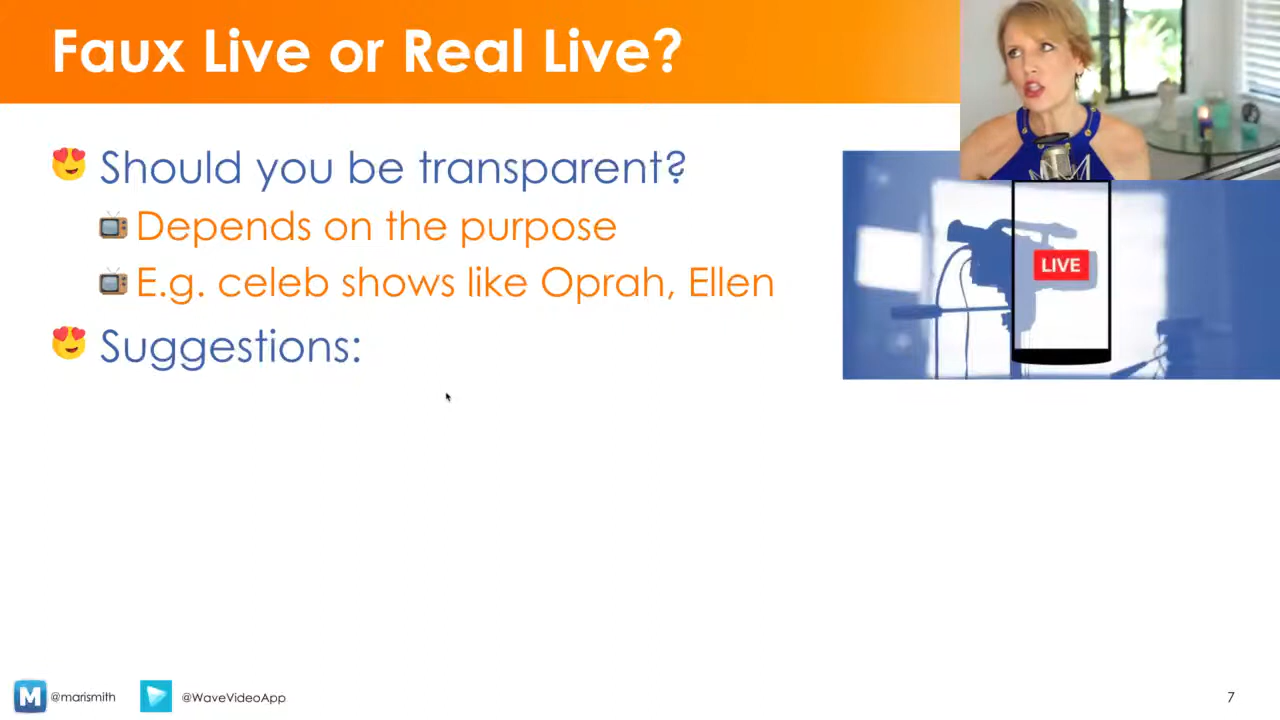 Faux Live or Real Live?
Should you be transparent?
Depends on the purpose
E.g. celeb shows like Oprah, Ellen
Suggestions:
LIVE
M @marismith
@WaveVideoApp
7